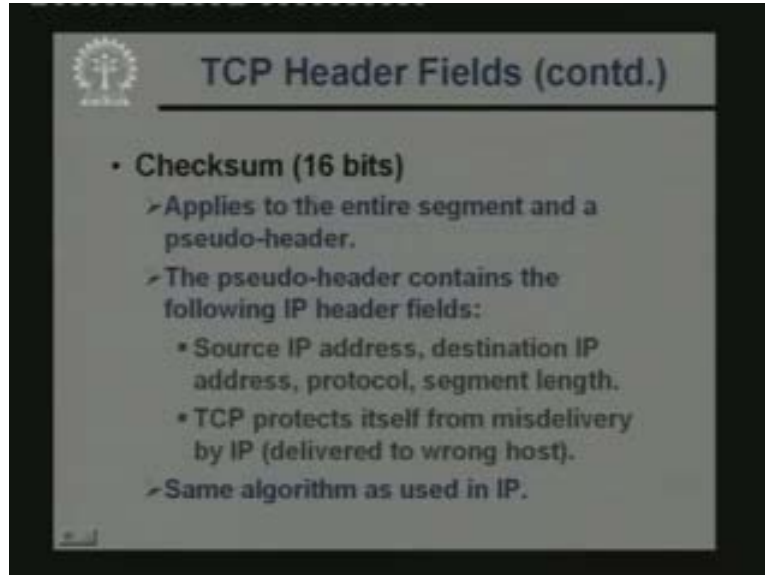 TCP Header Fields (contd.)
• Checksum (16 bits)
➢Applies to the entire segment and a
pseudo-header.
➢The pseudo-header contains the
following IP header fields:
▪ Source IP address, destination IP
address, protocol, segment length.
▪ TCP protects itself from misdelivery
by IP (delivered to wrong host).
➢Same algorithm as used in IP.